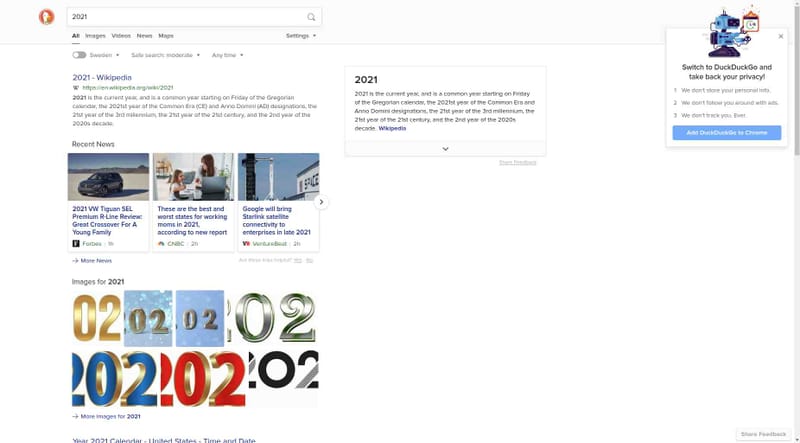 2021
All Images Videos News Maps Settings
Sweden Safe search: moderate Any time
2021 - Wikipedia
W https://en.wikipedia.org/wiki/2021
2021 is the current year, and is a common year starting on Friday of the Gregorian
calendar, the 2021st year of the Common Era (CE) and Anno Domini (AD) designations, the
21st year of the 3rd millennium, the 21st year of the 21st century, and the 2nd year of the
2020s decade.
Recent News
2021 VW Tiguan SEL
Premium R-Line Review:
Great Crossover For A
Young Family
Forbes 1h
These are the best and
worst states for working
moms in 2021,
according to new report
CNBC 2h
SPACE
Google will bring
Starlink satellite
connectivity to
enterprises in late 2021
VentureBeat 2h
→ More News
Are these links helpful? Yes No
Images for 2021
02
202
202
202
202
202
202
→ More Images for 2021
Year 2021 Calendar - United States - Time and Date
2021
2021 is the current year, and is a common year starting on Friday
of the Gregorian calendar, the 2021st year of the Common Era and
Anno Domini designations, the 21st year of the 3rd millennium, the
21st year of the 21st century, and the 2nd year of the 2020s
decade. Wikipedia
Share Feedback
Switch to DuckDuckGo and
take back your privacy!
1 We don't store your personal info.
2 We don't follow you around with ads.
3 We don't track you. Ever.
Add DuckDuckGo to Chrome
Share Feedback